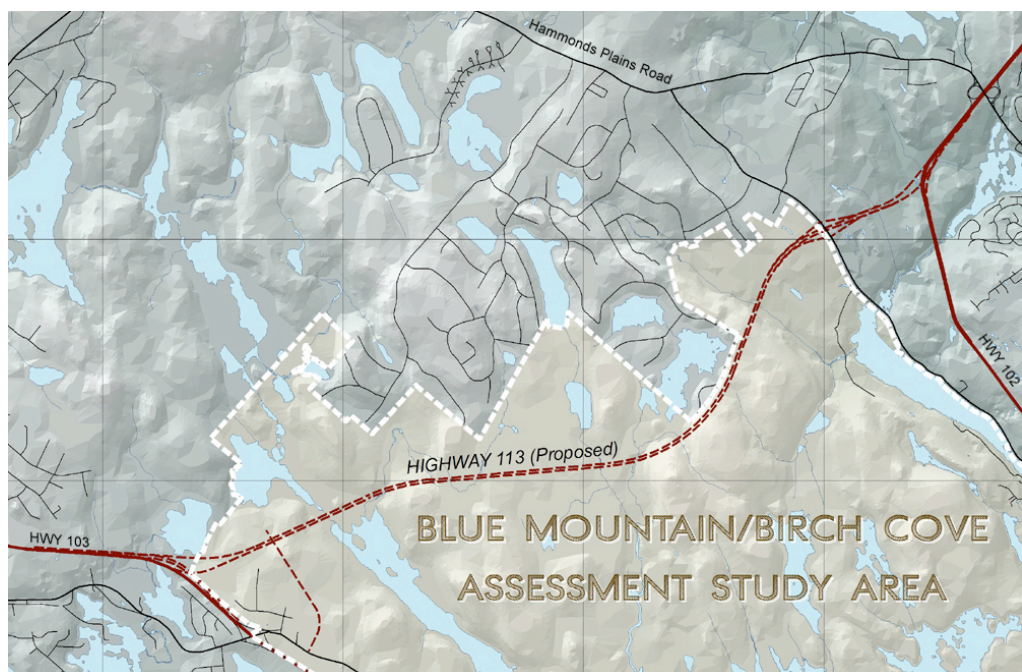 Hammonds Plains Road
HWY 102
HIGHWAY 113 (Proposed)
HWY 103
BLUE MOUNTAIN/BIRCH COVE
ASSESSMENT STUDY AREA